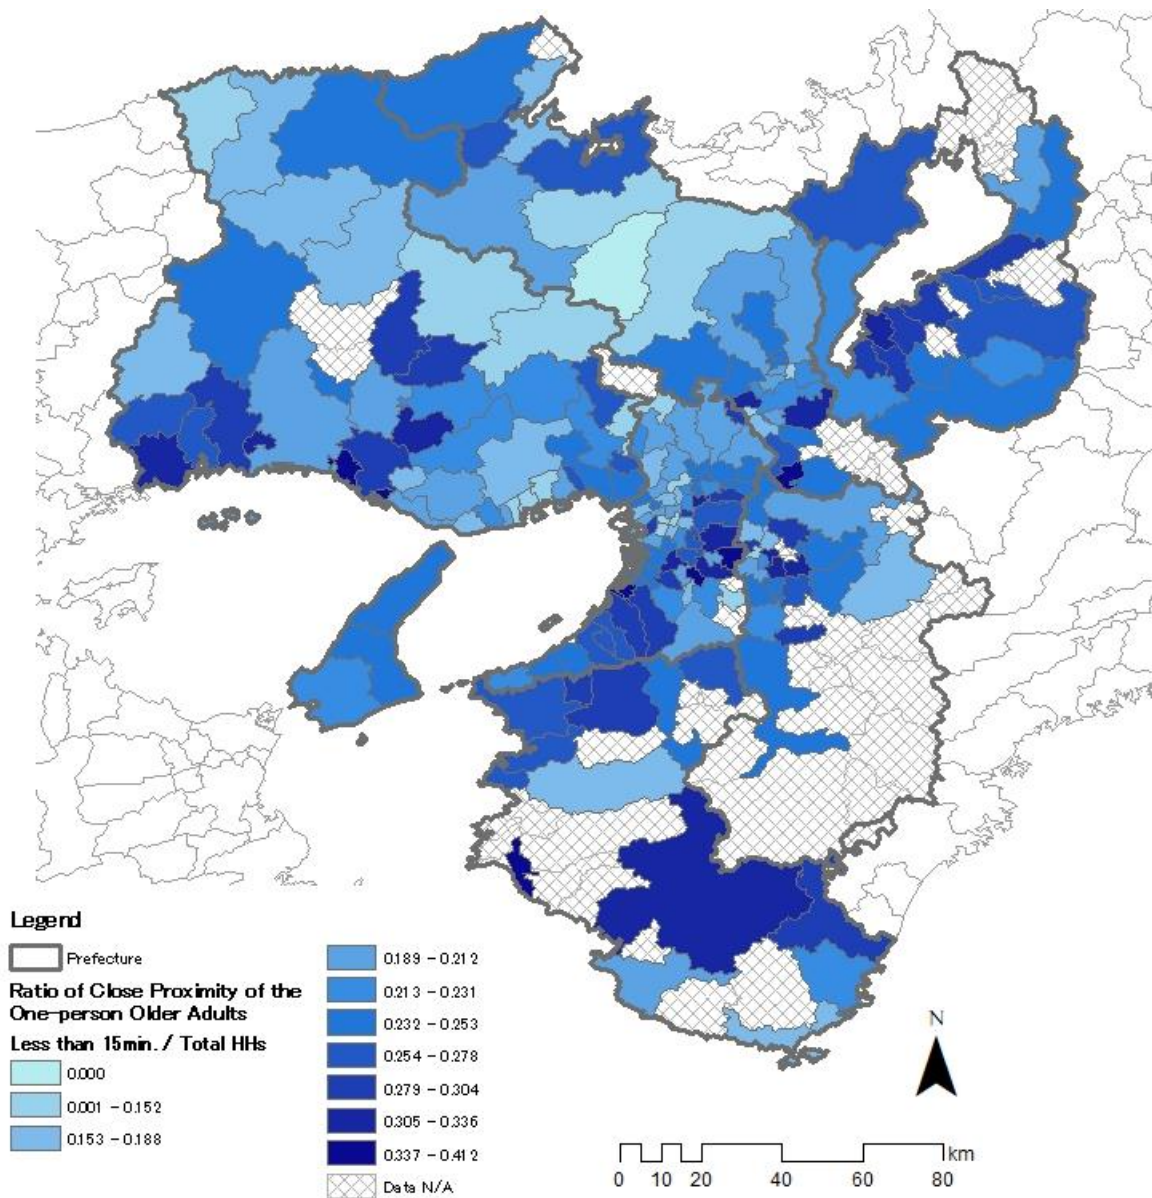 Legend
Prefecture
Ratio of Close Proximity of the
One-person Older Adults
Less than 15min. / Total HHs
0.000
0.001 - 0.152
0.153 - 0.188
0.189 - 0.212
0.213 - 0.231
0.232 - 0.253
0.254 - 0.278
0.279 - 0.304
0.305 - 0.336
0.337 - 0.412
Data N/A
N
km
0 10 20 40 60 80